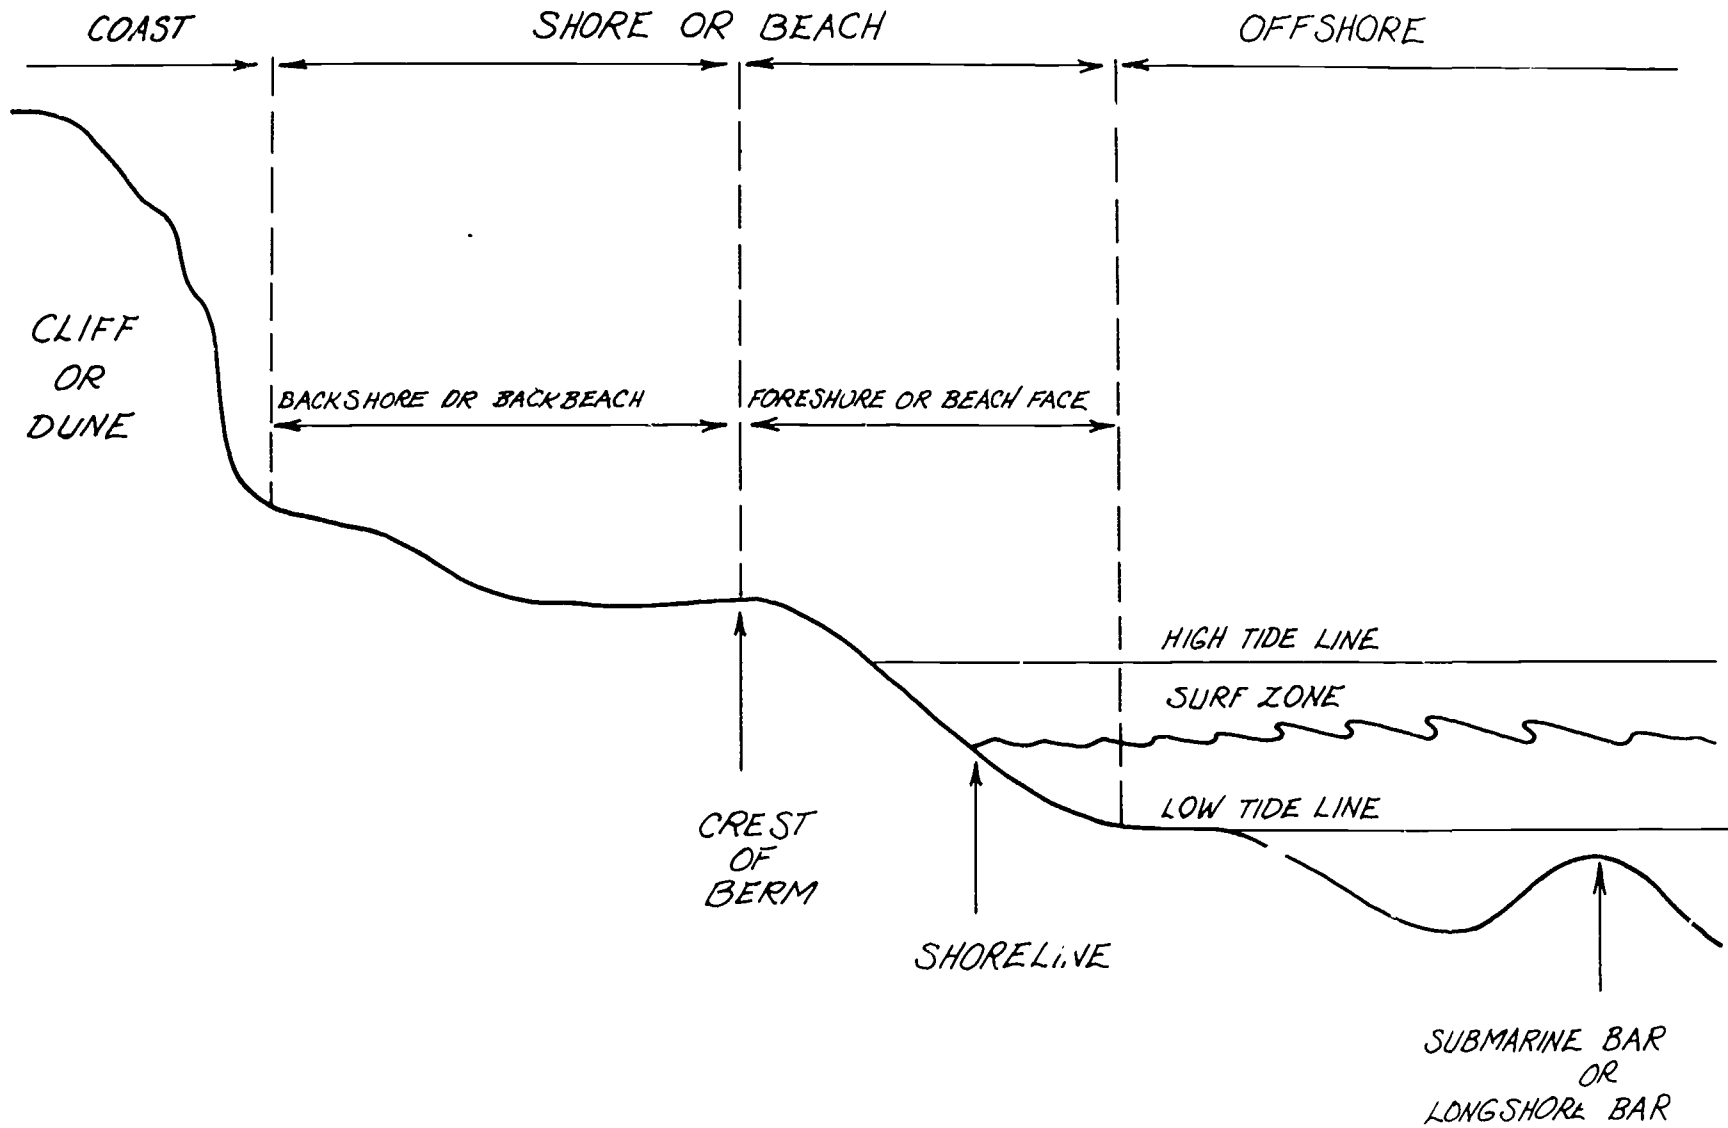 COAST
SHORE OR BEACH
OFFSHORE
CLIFF
OR
DUNE
BACKSHORE OR BACKBEACH
FORESHORE OR BEACH FACE
HIGH TIDE LINE
SURF ZONE
LOW TIDE LINE
CREST
OF
BERM
SHORELINE
SUBMARINE BAR
OR
LONGSHORE BAR